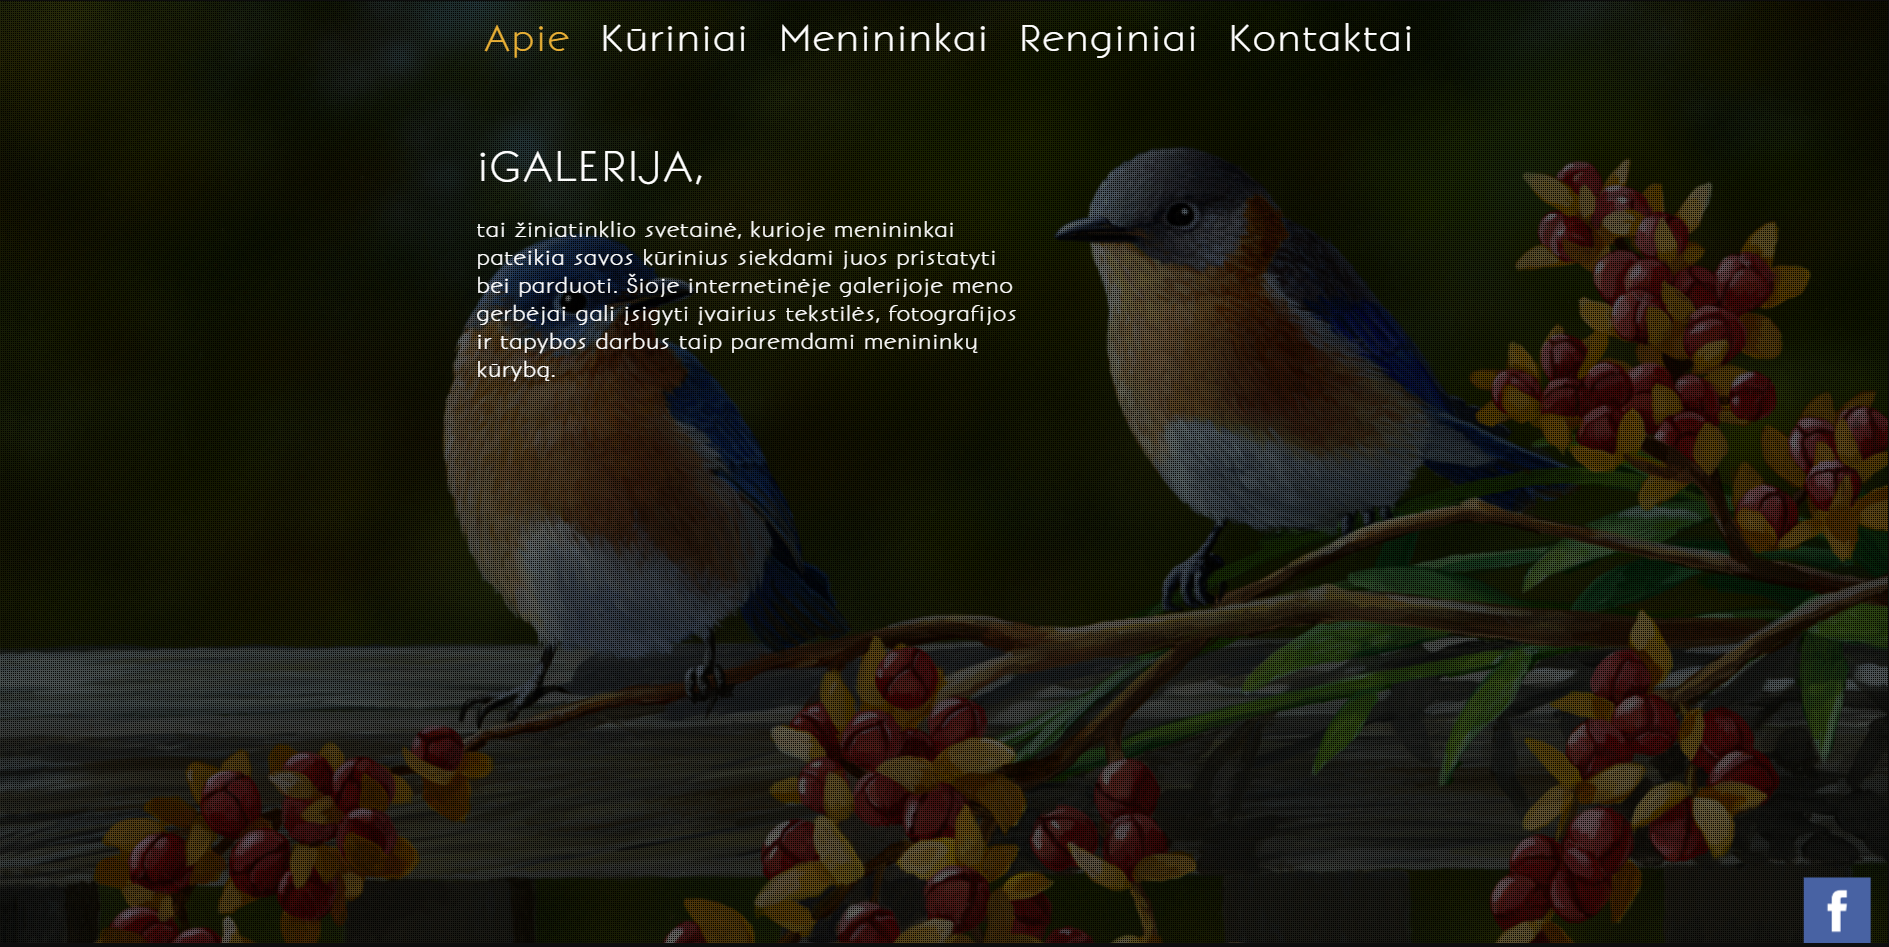 Apie Kūriniai Menininkai Renginiai Kontaktai
iGALERIJA,
tai žiniatinklio svetainė, kurioje menininkai
pateikia savos kūrinius siekdami juos pristatyti
bei parduoti. Šioje internetinėje galerijoje meno
gerbėjai gali įsigyti įvairius tekstilės, fotografijos
ir tapybos darbus taip paremdami menininkų
kūrybą.
f